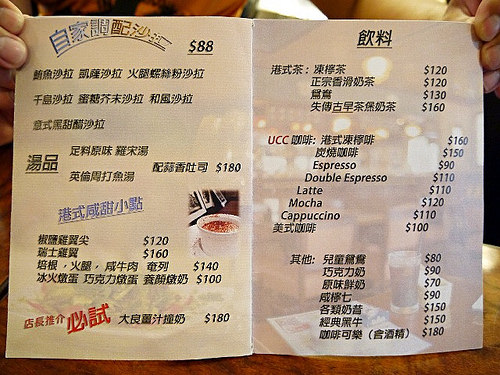 自家調配沙拉 $88
鮪魚沙拉 凱薩沙拉 火腿螺絲粉沙拉
千島沙拉 蜜糖芥末沙拉 和風沙拉
意式黑甜醋沙拉
湯品
足料原味 羅宋湯
英倫周打魚湯
配蒜香吐司 $180
港式咸甜小點
椒鹽雞翼尖 $120
瑞士雞翼 $160
培根，火腿，咸牛肉 奄列 $140
冰火燉蛋 巧克力燉蛋 養顏燉奶 $100
店長推介 必試 大良薑汁撞奶 $180
飲料
港式茶：凍檸茶 $120
正宗香滑奶茶 $120
鴛鴦 $130
失傳古早茶煲奶茶 $160
UCC 咖啡: 港式凍檸啡 $160
炭燒咖啡 $150
Espresso $90
Double Espresso $110
Latte $110
Mocha $120
Cappuccino $110
美式咖啡 $100
其他: 兒童鴛鴦 $80
巧克力奶 $90
原味鮮奶 $70
咸檸七 $90
各類奶昔 $150
經典黑牛 $150
咖啡可樂（含酒精） $180